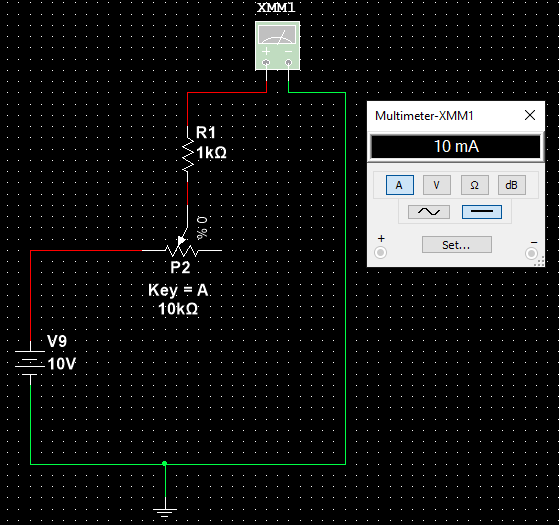 XMM1
R1
1kΩ
0 %
P2
Key = A
10kΩ
V9
10V
Multimeter-XMM1
10 mA
A V Ω dB
+ Set... −